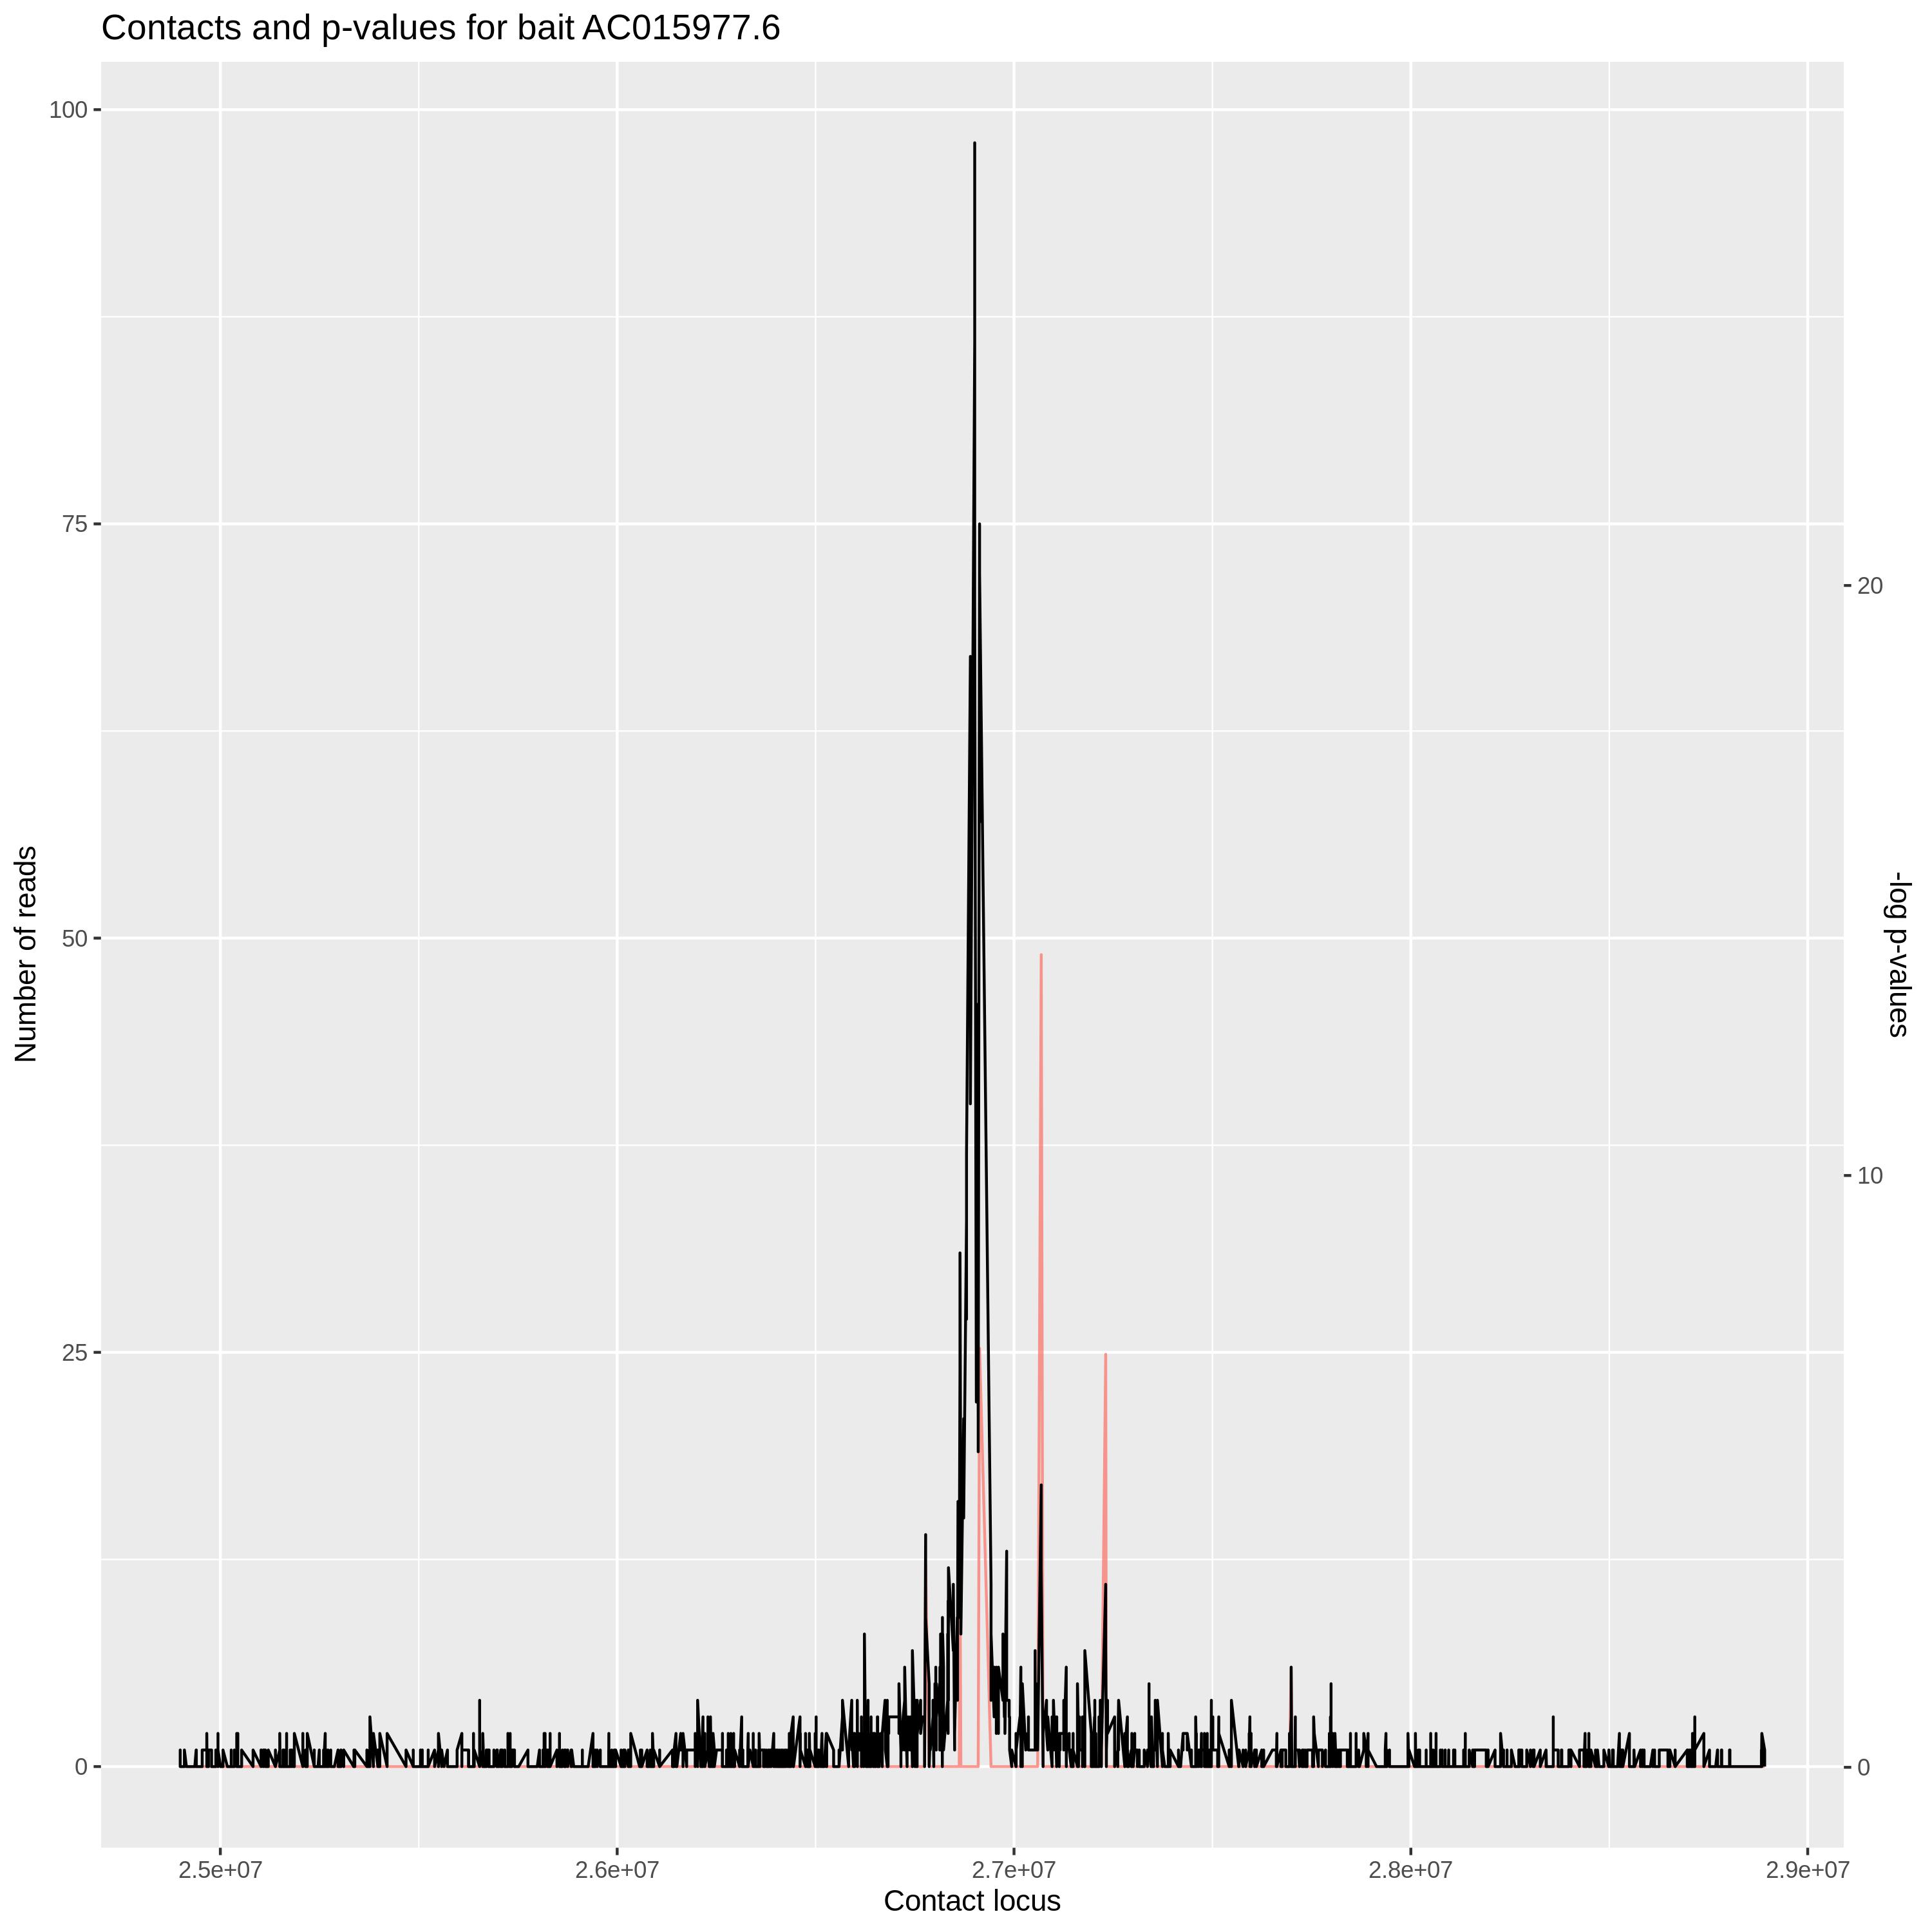 Contacts and p-values for bait AC015977.6
100
75
50
25
0
Number of reads
20
10
0
-log p-values
2.5e+07
2.6e+07
2.7e+07
2.8e+07
2.9e+07
Contact locus